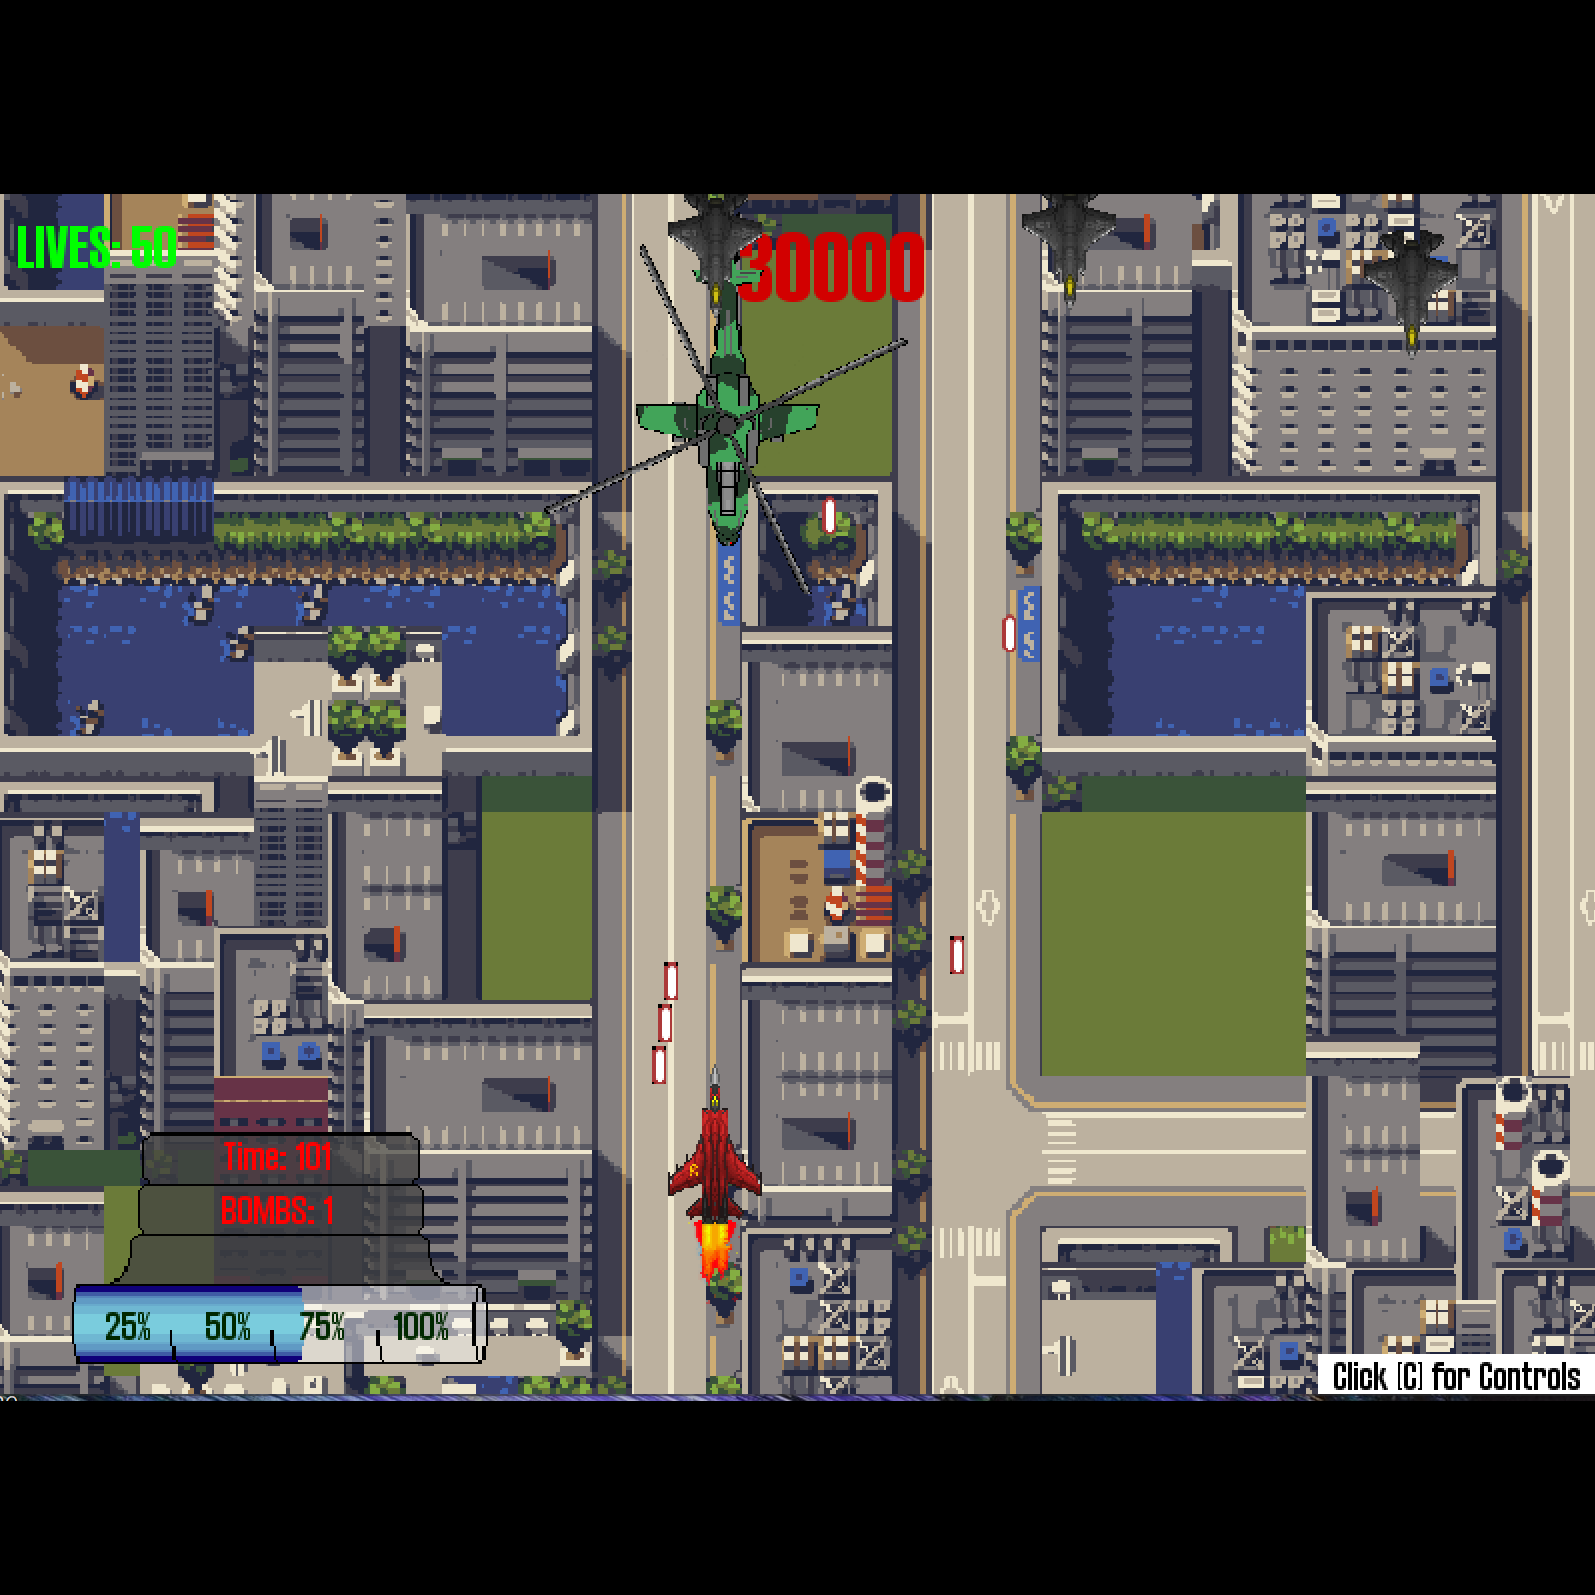 LIVES: 50
30000
Time: 101
BOMBS: 1
25% 50% 75% 100%
Click [C] for Controls